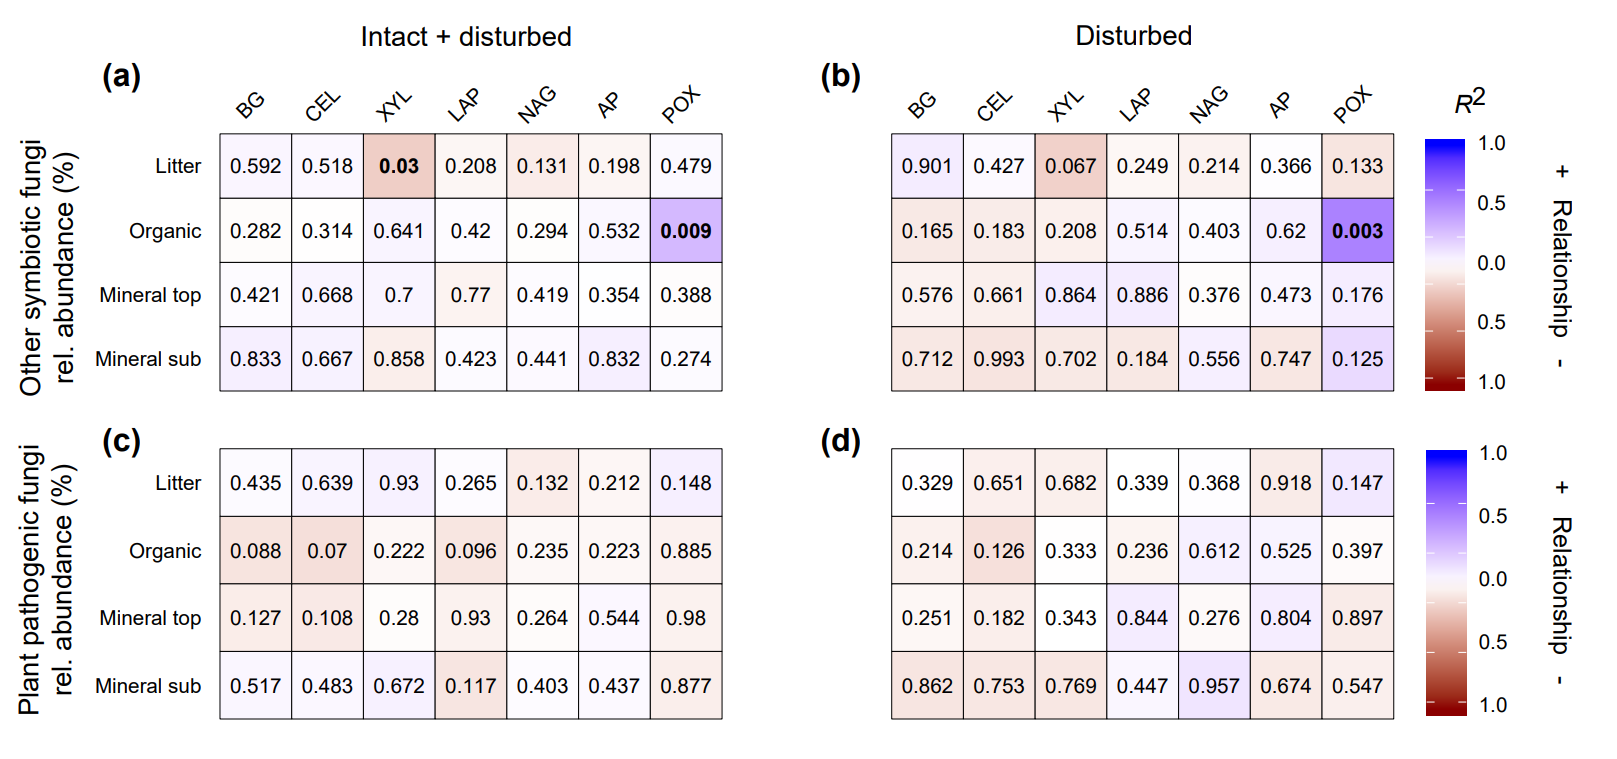 Intact + disturbed
Disturbed
(a)
BG CEL XYL LAP NAG AP POX
Other symbiotic fungi
rel. abundance (%)
Litter 0.592 0.518 0.03 0.208 0.131 0.198 0.479
Organic 0.282 0.314 0.641 0.42 0.294 0.532 0.009
Mineral top 0.421 0.668 0.7 0.77 0.419 0.354 0.388
Mineral sub 0.833 0.667 0.858 0.423 0.441 0.832 0.274
(b)
BG CEL XYL LAP NAG AP POX
0.901 0.427 0.067 0.249 0.214 0.366 0.133
0.165 0.183 0.208 0.514 0.403 0.62 0.003
0.576 0.661 0.864 0.886 0.376 0.473 0.176
0.712 0.993 0.702 0.184 0.556 0.747 0.125
R2
1.0
0.5
0.0
0.5
1.0
+ Relationship -
(c)
Plant pathogenic fungi
rel. abundance (%)
Litter 0.435 0.639 0.93 0.265 0.132 0.212 0.148
Organic 0.088 0.07 0.222 0.096 0.235 0.223 0.885
Mineral top 0.127 0.108 0.28 0.93 0.264 0.544 0.98
Mineral sub 0.517 0.483 0.672 0.117 0.403 0.437 0.877
(d)
0.329 0.651 0.682 0.339 0.368 0.918 0.147
0.214 0.126 0.333 0.236 0.612 0.525 0.397
0.251 0.182 0.343 0.844 0.276 0.804 0.897
0.862 0.753 0.769 0.447 0.957 0.674 0.547
1.0
0.5
0.0
0.5
1.0
+ Relationship -